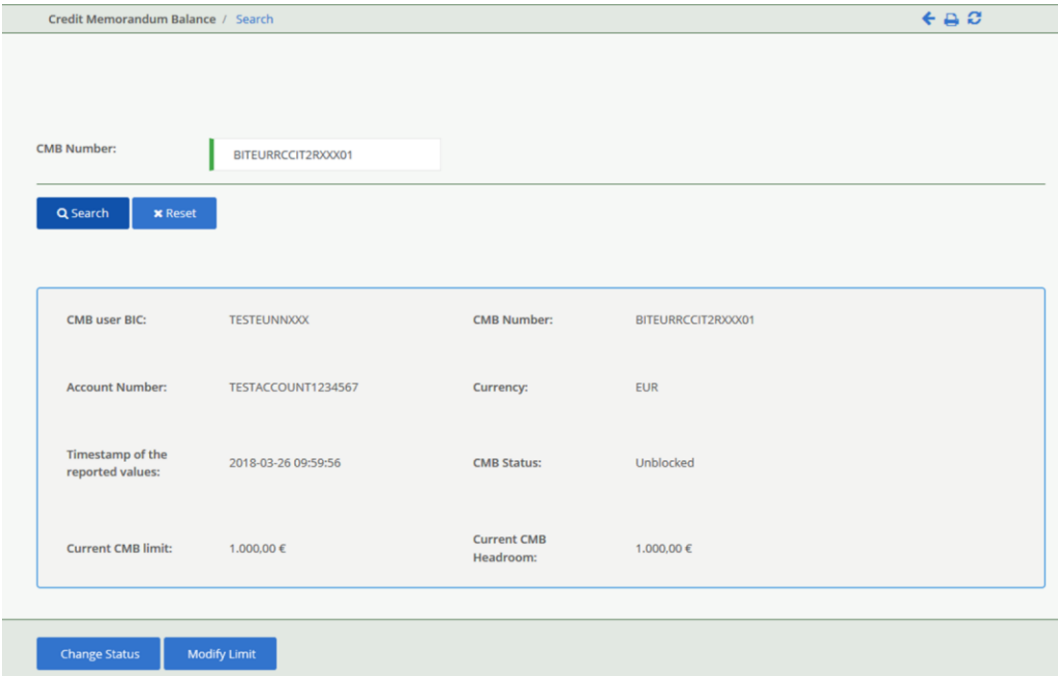 Credit Memorandum Balance / Search
CMB Number:
BITEURRCCIT2RXXX01
Search
Reset
CMB user BIC:
TESTEUNNXXX
CMB Number:
BITEURRCCIT2RXXX01
Account Number:
TESTACCOUNT1234567
Currency:
EUR
Timestamp of the
reported values:
2018-03-26 09:59:56
CMB Status:
Unblocked
Current CMB limit:
1.000,00 €
Current CMB
Headroom:
1.000,00 €
Change Status
Modify Limit